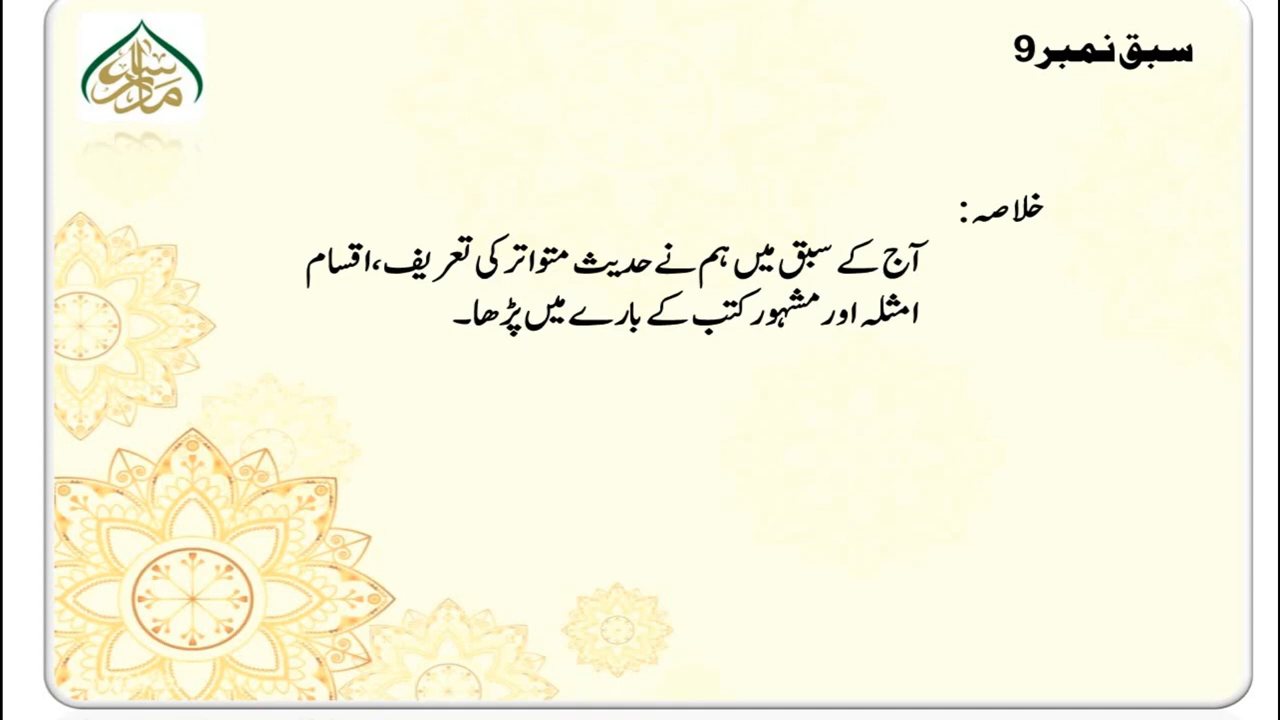 سبق نمبر9
خلاصہ:
آج کے سبق میں ہم نے حدیث متواتر کی تعریف،اقسام
امثلہ اور مشہور کتب کے بارے میں پڑھا۔